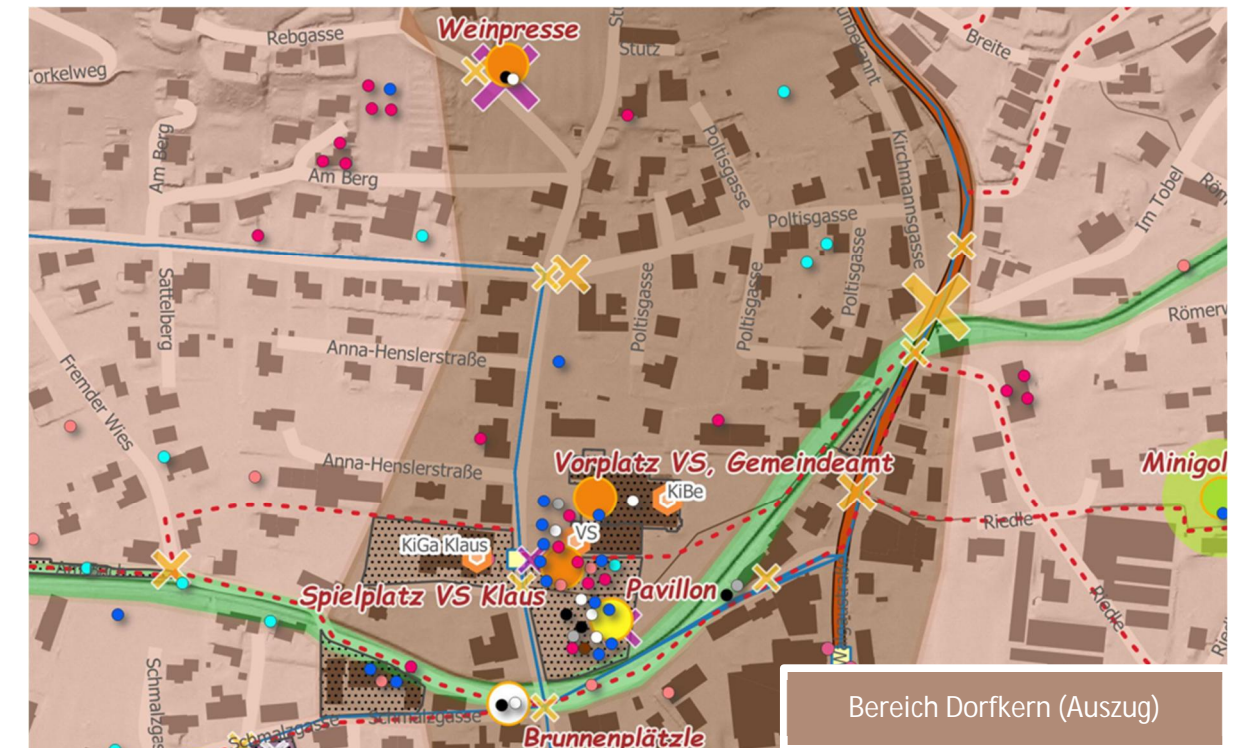 Weinpresse
Rebgasse
Stutz
Breite
orkelweg
Am Berg
Am Berg
Poltisgasse
Kirchmannsgasse
Im Tobel
Poltisgasse
Poltisgasse
Poltisgasse
Poltisgasse
Sattelberg
Römerw
Anna-Henslerstraße
Fremder Wies
Anna-Henslerstraße
Vorplatz VS, Gemeindeamt
Minigol
KiBe
Riedle
VS
KiGa Klaus
Spielplatz VS Klaus
Pavillon
Riedle
Schmalzgasse
Schmalzgasse
Brunnenplätzle
Bereich Dorfkern (Auszug)